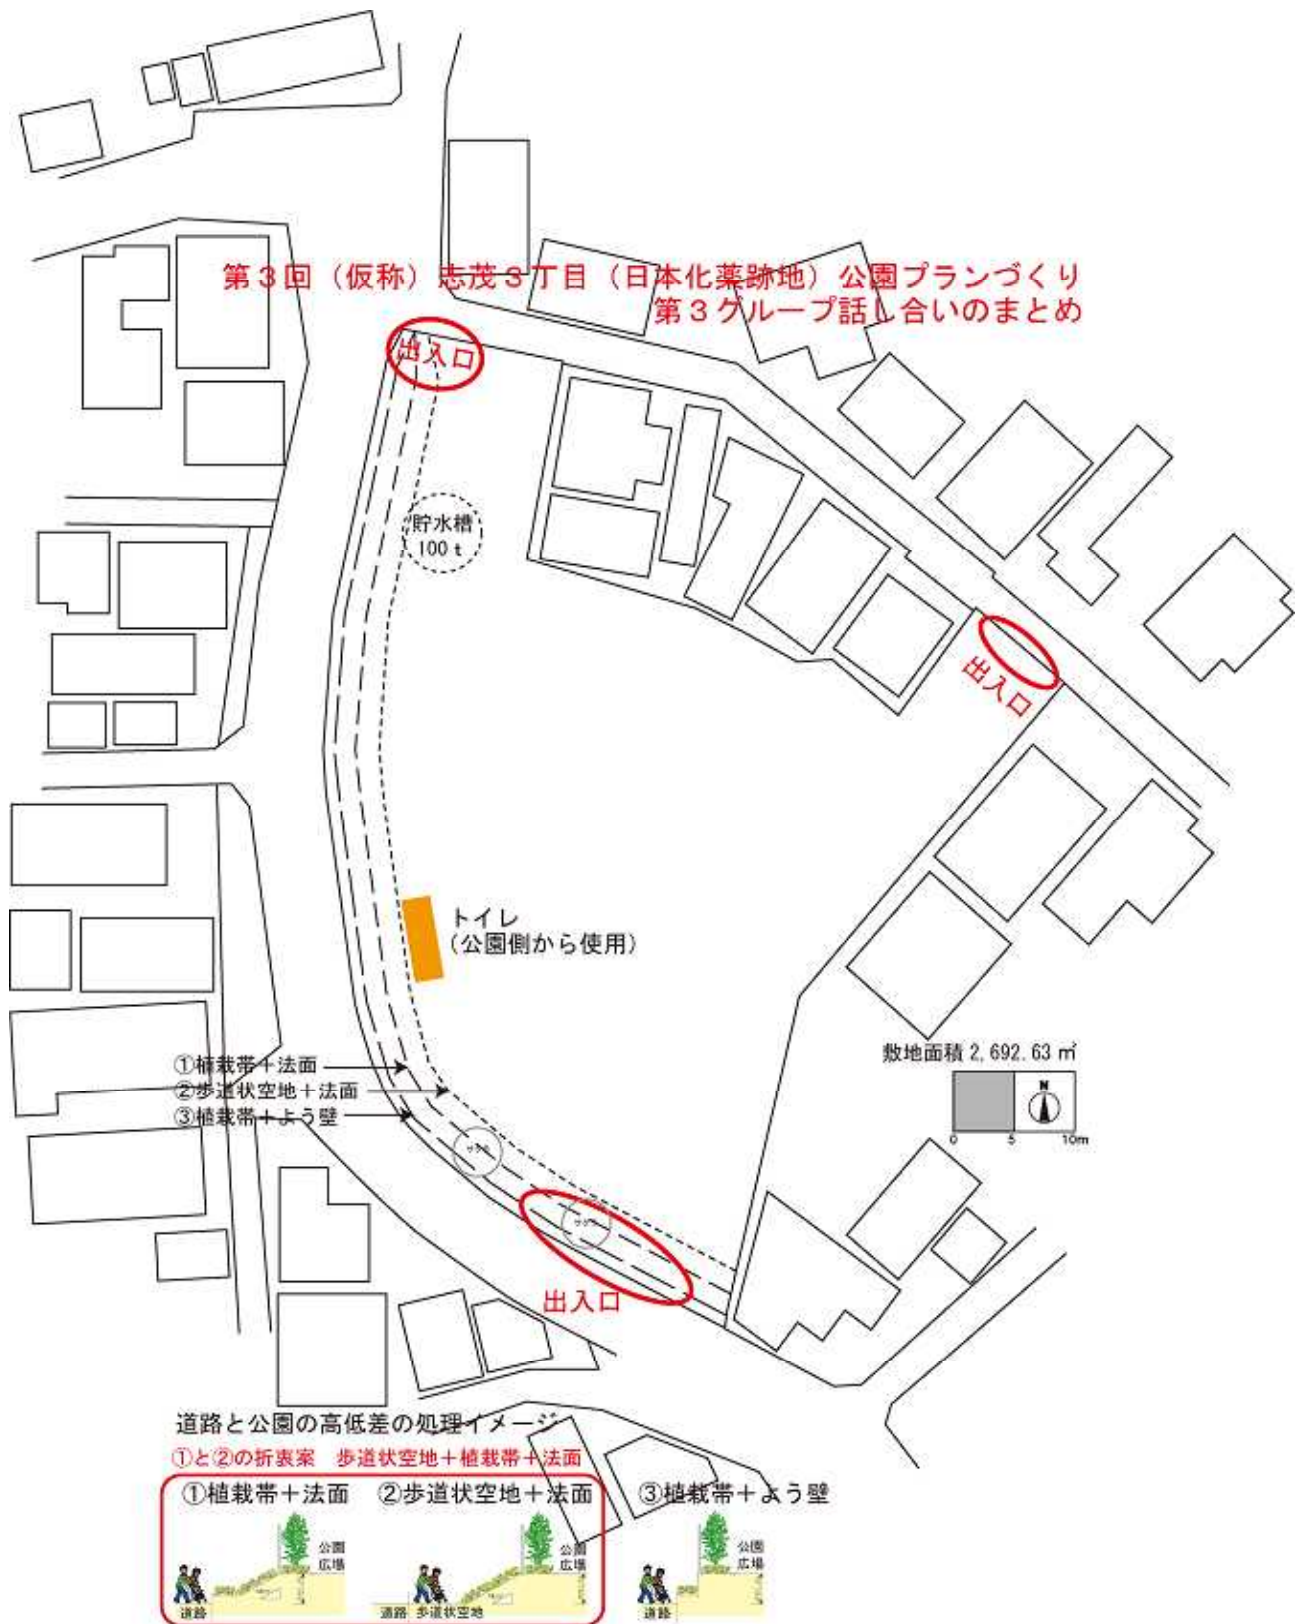 第３回（仮称）志茂３丁目（日本化薬跡地）公園プランづくり
第３グループ話し合いのまとめ
出入口
貯水槽
100ｔ
出入口
トイレ
（公園側から使用）
敷地面積 2,692.63 ㎡
N
0 5 10m
①植栽帯＋法面
②歩道状空地＋法面
③植栽帯＋よう壁
サクラ
サクラ
出入口
道路と公園の高低差の処理イメージ
①と②の折衷案　歩道状空地＋植栽帯＋法面
①植栽帯＋法面　②歩道状空地＋法面　③植栽帯＋よう壁
公園
広場
道路
公園
広場
道路 歩道状空地
公園
広場
道路